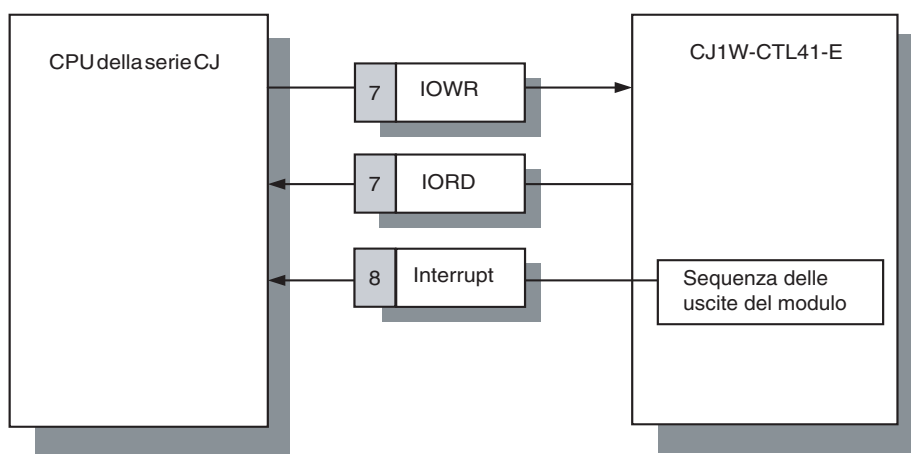 CPU della serie CJ
CJ1W-CTL41-E
7 IOWR
7 IORD
8 Interrupt
Sequenza delle
uscite del modulo